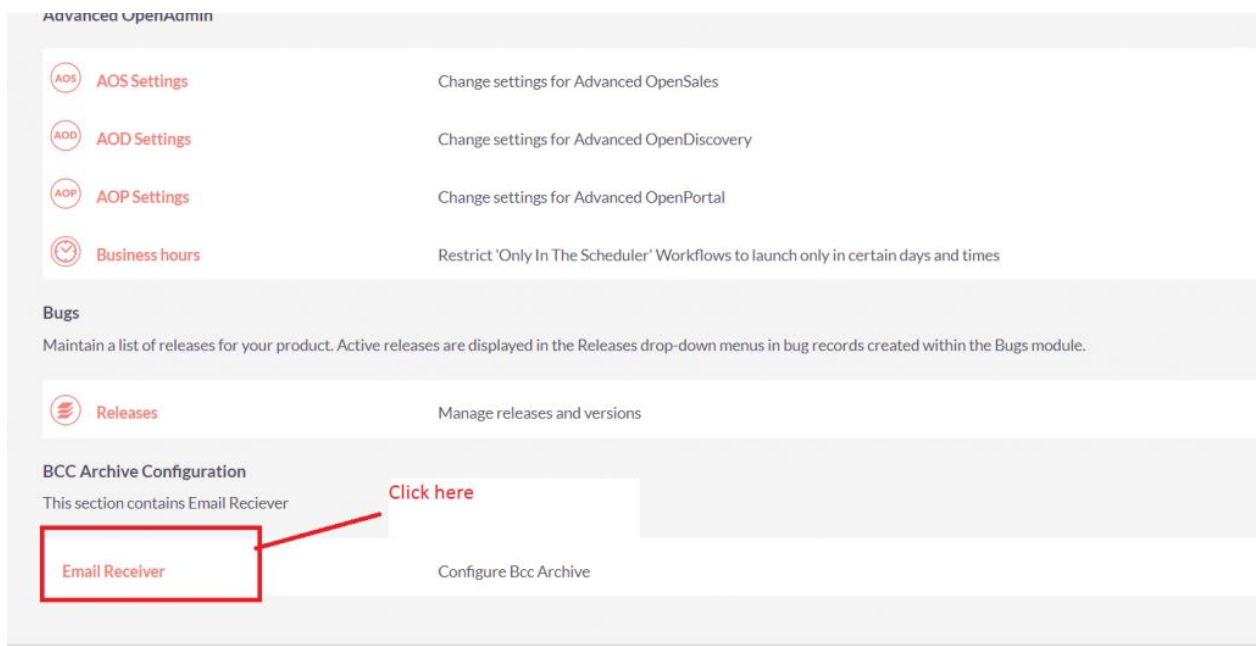 Advanced OpenAdmin
AOS AOS Settings Change settings for Advanced OpenSales
AOD AOD Settings Change settings for Advanced OpenDiscovery
AOP AOP Settings Change settings for Advanced OpenPortal
Business hours Restrict 'Only In The Scheduler' Workflows to launch only in certain days and times
Bugs
Maintain a list of releases for your product. Active releases are displayed in the Releases drop-down menus in bug records created within the Bugs module.
Releases Manage releases and versions
BCC Archive Configuration
Click here
This section contains Email Reciever
Email Receiver Configure Bcc Archive